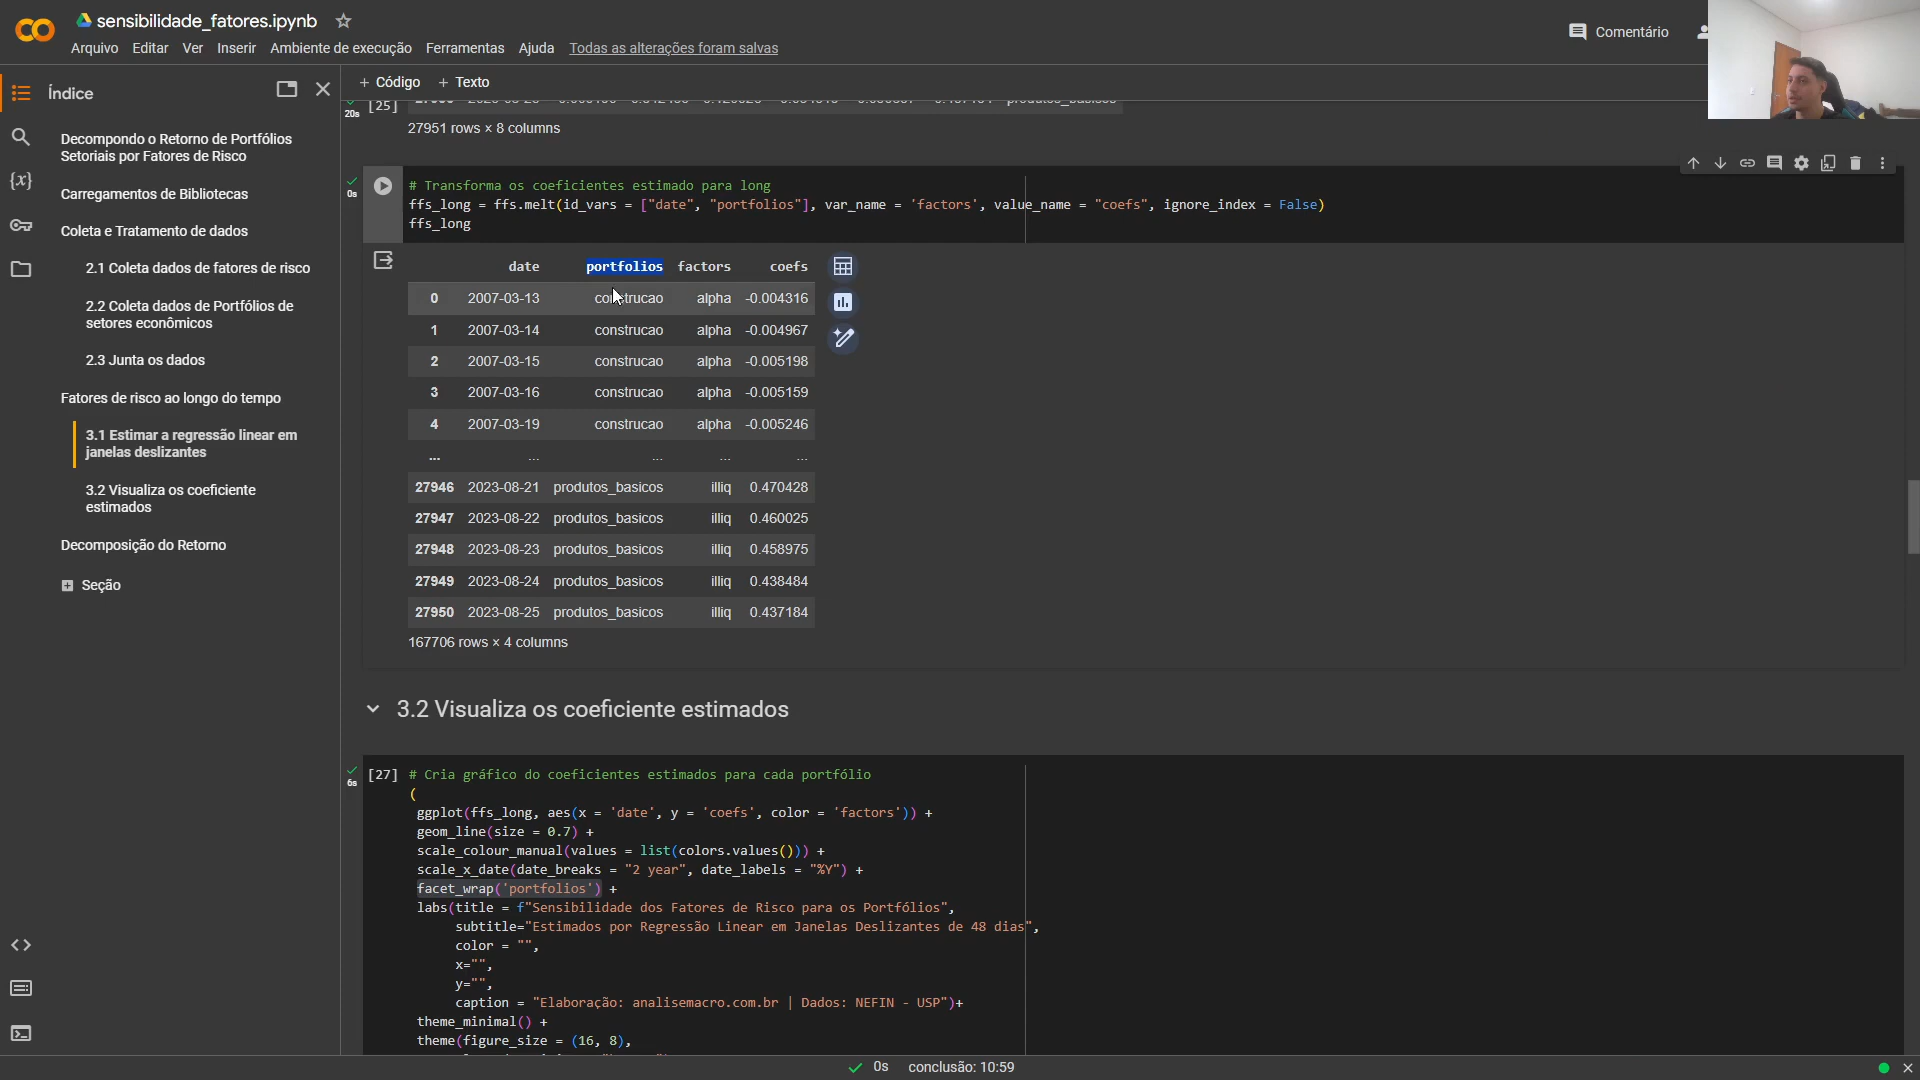 sensibilidade_fatores.ipynb
Arquivo Editar Ver Inserir Ambiente de execução Ferramentas Ajuda Todas as alterações foram salvas
Comentário
Índice
+ Código + Texto
Decompondo o Retorno de Portfólios
Setoriais por Fatores de Risco
Carregamentos de Bibliotecas
Coleta e Tratamento de dados
2.1 Coleta dados de fatores de risco
2.2 Coleta dados de Portfólios de
setores econômicos
2.3 Junta os dados
Fatores de risco ao longo do tempo
3.1 Estimar a regressão linear em
janelas deslizantes
3.2 Visualiza os coeficiente
estimados
Decomposição do Retorno
Seção
20s [25]
27951 rows × 8 columns
0s
# Transforma os coeficientes estimado para long
ffs_long = ffs.melt(id_vars = ["date", "portfolios"], var_name = 'factors', value_name = "coefs", ignore_index = False)
ffs_long
date portfolios factors coefs
0 2007-03-13 construcao alpha -0.004316
1 2007-03-14 construcao alpha -0.004967
2 2007-03-15 construcao alpha -0.005198
3 2007-03-16 construcao alpha -0.005159
4 2007-03-19 construcao alpha -0.005246
... ... ... ... ...
27946 2023-08-21 produtos_basicos illiq 0.470428
27947 2023-08-22 produtos_basicos illiq 0.460025
27948 2023-08-23 produtos_basicos illiq 0.458975
27949 2023-08-24 produtos_basicos illiq 0.438484
27950 2023-08-25 produtos_basicos illiq 0.437184
167706 rows × 4 columns
3.2 Visualiza os coeficiente estimados
6s
[27] # Cria gráfico do coeficientes estimados para cada portfólio
(
ggplot(ffs_long, aes(x = 'date', y = 'coefs', color = 'factors')) +
geom_line(size = 0.7) +
scale_colour_manual(values = list(colors.values())) +
scale_x_date(date_breaks = "2 year", date_labels = "%Y") +
facet_wrap('portfolios') +
labs(title = f"Sensibilidade dos Fatores de Risco para os Portfólios",
subtitle="Estimados por Regressão Linear em Janelas Deslizantes de 48 dias",
color = "",
x="",
y="",
caption = "Elaboração: analisemacro.com.br | Dados: NEFIN - USP")+
theme_minimal() +
theme(figure_size = (16, 8),
0s conclusão: 10:59